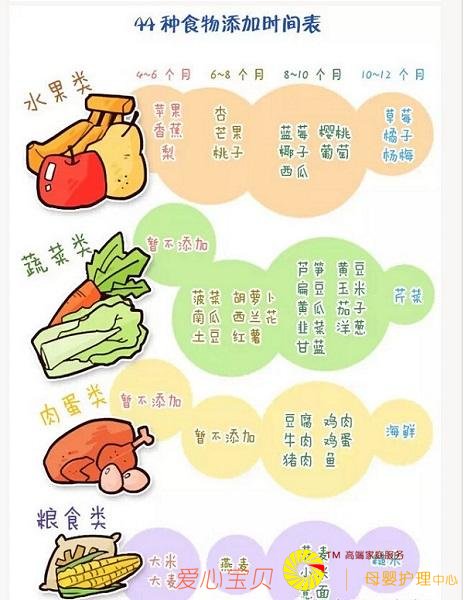 44种食物添加时间表
4~6 个月 6~8 个月 8~10 个月 10~12 个月
水果类
苹果
香蕉
梨
杏
芒果
桃子
蓝莓 樱桃
椰子 葡萄
西瓜
草莓
橘子
杨梅
蔬菜类
暂不添加
菠菜 胡萝卜
南瓜 西兰花
土豆 红薯
芦笋 黄豆
扁豆 玉米
黄瓜 茄子
韭菜 洋葱
甘蓝
芹菜
肉蛋类
暂不添加
暂不添加
豆腐 鸡肉
牛肉 鸡蛋
猪肉 鱼
海鲜
粮食类
大米
大麦
燕麦
TM 高端家庭服务
爱心宝贝
母婴护理中心